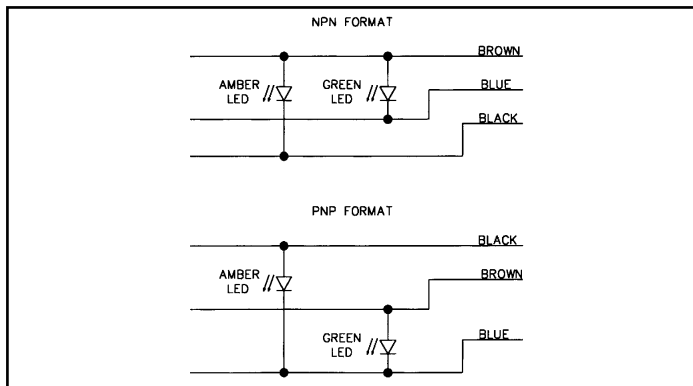 NPN FORMAT
BROWN
AMBER
LED
GREEN
LED
BLUE
BLACK
PNP FORMAT
BLACK
AMBER
LED
BROWN
GREEN
LED
BLUE